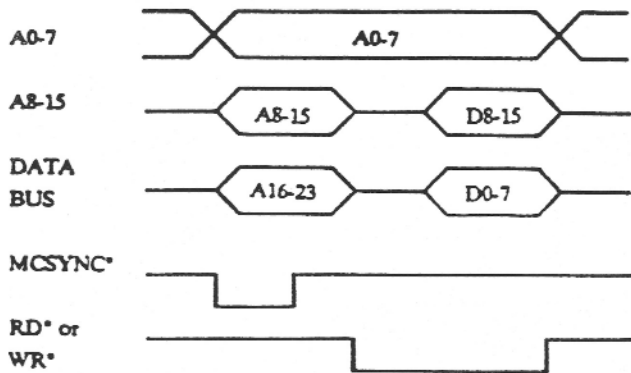 A0-7 A0-7
A8-15 A8-15 D8-15
DATA
BUS A16-23 D0-7
MCSYNC*
RD* or
WR*